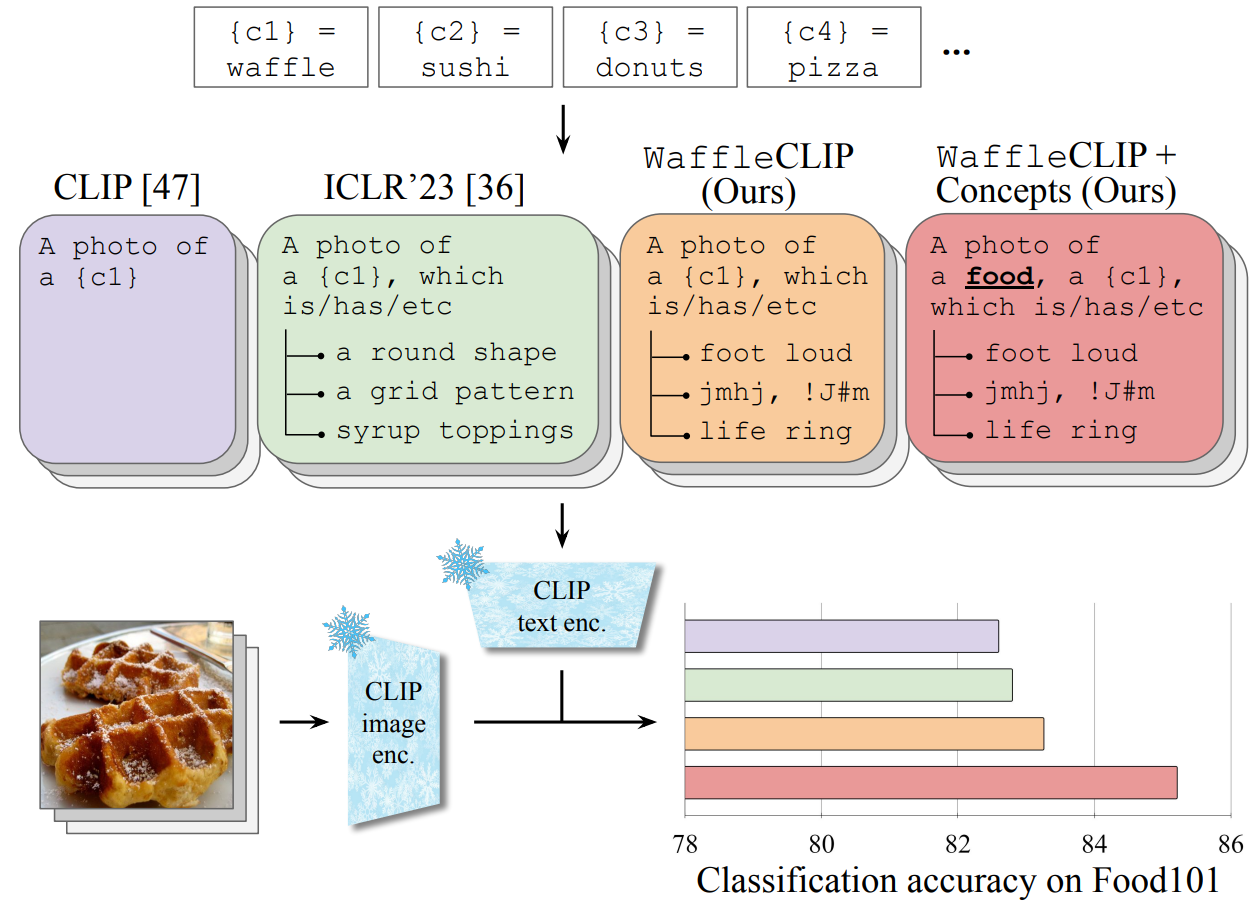 {c1} =
waffle
{c2} =
sushi
{c3} =
donuts
{c4} =
pizza
...
CLIP [47]
ICLR’23 [36]
WaffleCLIP
(Ours)
WaffleCLIP +
Concepts (Ours)
A photo of
a {c1}
A photo of
a {c1}, which
is/has/etc
a round shape
a grid pattern
syrup toppings
A photo of
a {c1}, which
is/has/etc
foot loud
jmhj, !J#m
life ring
A photo of
a food, a {c1},
which is/has/etc
foot loud
jmhj, !J#m
life ring
CLIP
text enc.
CLIP
image
enc.
78 80 82 84 86
Classification accuracy on Food101